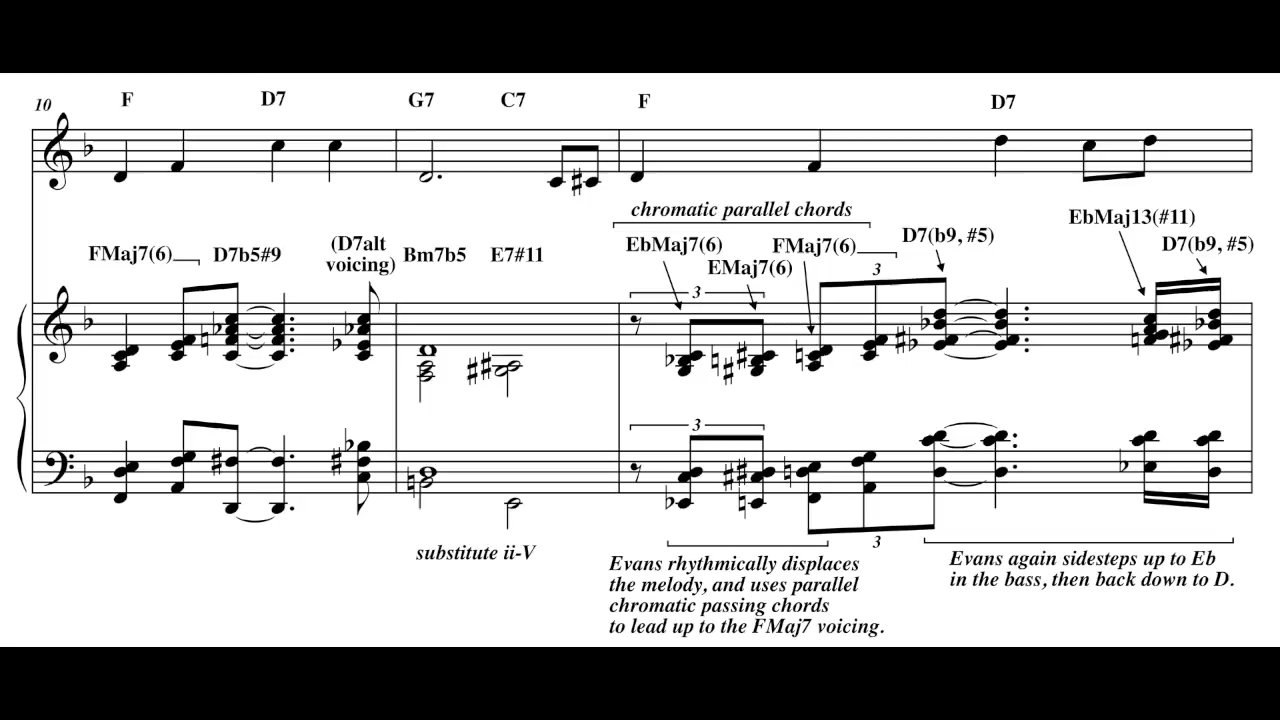 10
F D7 G7 C7 F D7
chromatic parallel chords
EbMaj13(#11)
FMaj7(6) D7b5#9 (D7alt
voicing) Bm7b5 E7#11 EbMaj7(6) EMaj7(6) FMaj7(6) D7(b9, #5) D7(b9, #5)
3 3
3 3
substitute ii-V
Evans rhythmically displaces
the melody, and uses parallel
chromatic passing chords
to lead up to the FMaj7 voicing.
Evans again sidesteps up to Eb
in the bass, then back down to D.